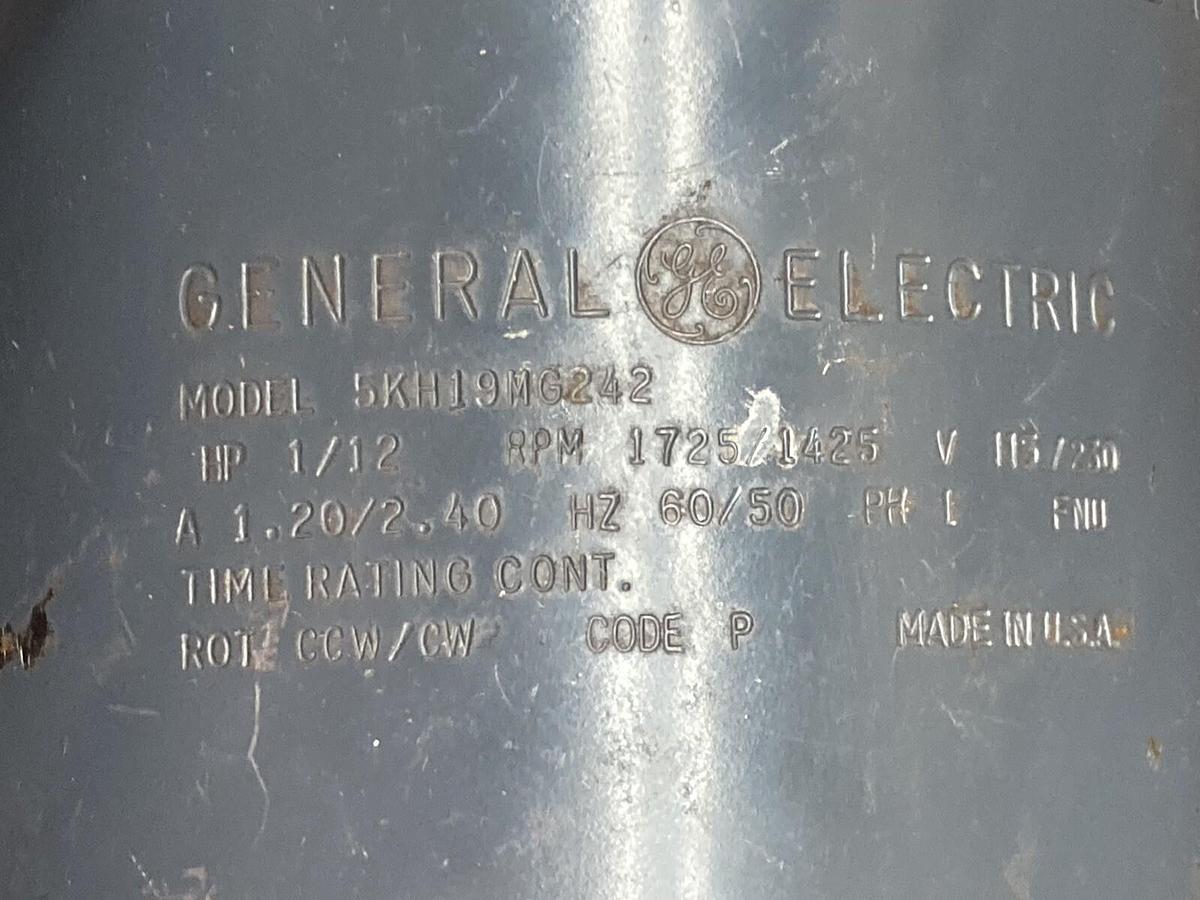 GENERAL GE ELECTRIC
MODEL 5KH19MG242
HP 1/12 RPM 1725/1425 V 115/230
A 1.20/2.40 HZ 60/50 PH 1
TIME RATING CONT.
ROT CCW/CW CODE P MADE IN U.S.A.